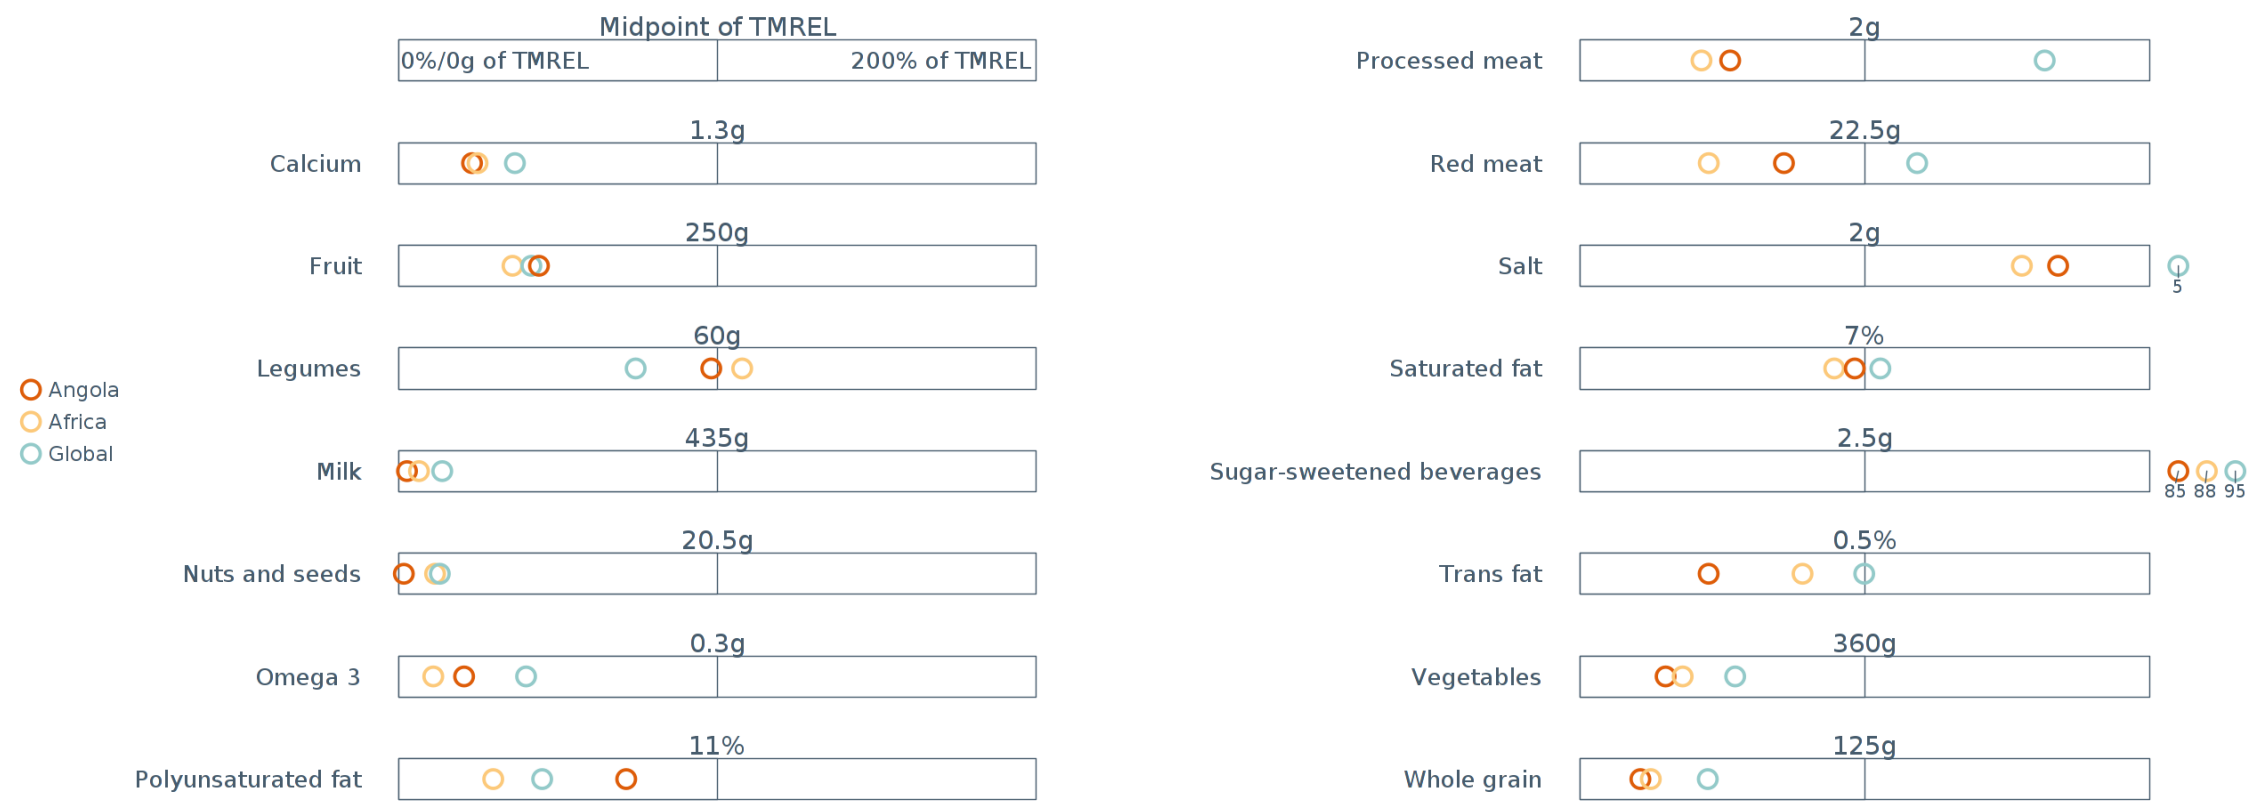 Midpoint of TMREL
0%/0g of TMREL
200% of TMREL
1.3g
Calcium
250g
Fruit
60g
Legumes
Angola
Africa
Global
435g
Milk
20.5g
Nuts and seeds
0.3g
Omega 3
11%
Polyunsaturated fat
2g
Processed meat
22.5g
Red meat
2g
Salt
5
7%
Saturated fat
2.5g
Sugar-sweetened beverages
85 88 95
0.5%
Trans fat
360g
Vegetables
125g
Whole grain